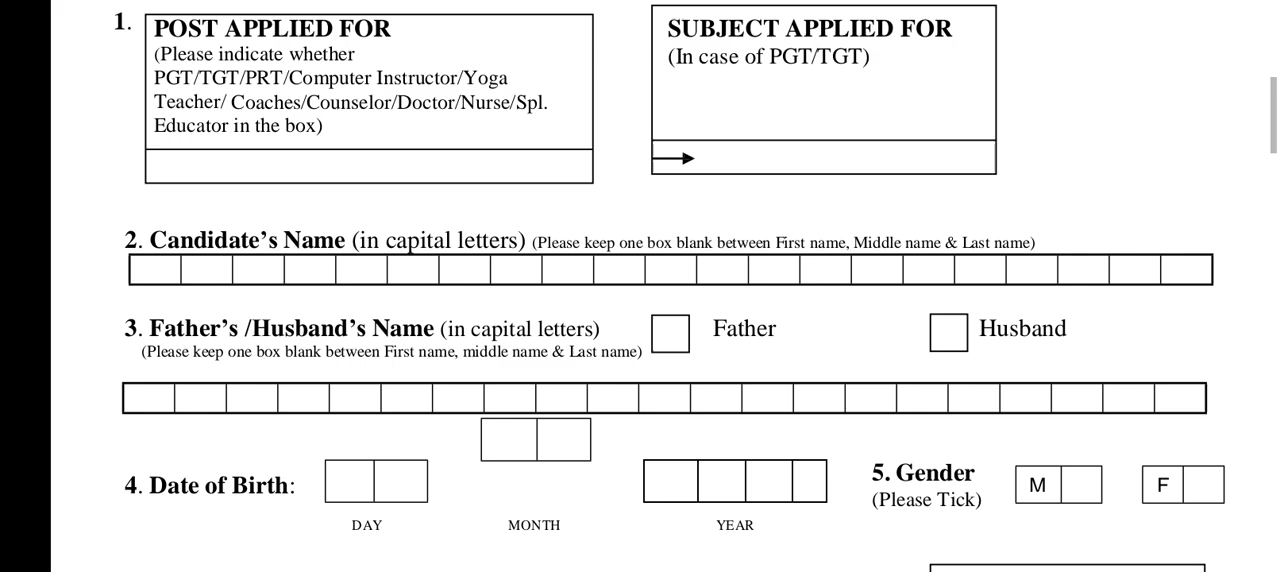 1. POST APPLIED FOR
(Please indicate whether
PGT/TGT/PRT/Computer Instructor/Yoga
Teacher/ Coaches/Counselor/Doctor/Nurse/Spl.
Educator in the box)
SUBJECT APPLIED FOR
(In case of PGT/TGT)
2. Candidate’s Name (in capital letters) (Please keep one box blank between First name, Middle name & Last name)
3. Father’s /Husband’s Name (in capital letters) Father Husband
(Please keep one box blank between First name, middle name & Last name)
4. Date of Birth:
DAY MONTH YEAR
5. Gender M F
(Please Tick)